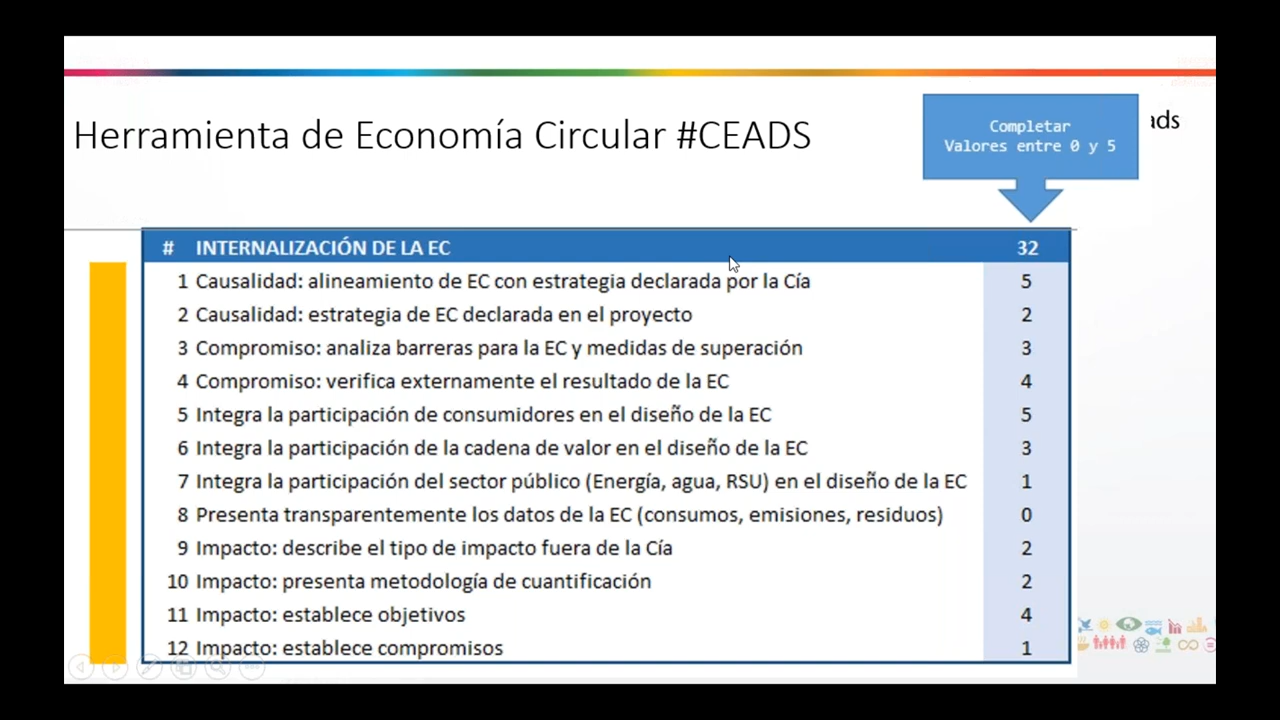 Herramienta de Economía Circular #CEADS
Completar
Valores entre 0 y 5
ads
# INTERNALIZACIÓN DE LA EC 32
1 Causalidad: alineamiento de EC con estrategia declarada por la Cía 5
2 Causalidad: estrategia de EC declarada en el proyecto 2
3 Compromiso: analiza barreras para la EC y medidas de superación 3
4 Compromiso: verifica externamente el resultado de la EC 4
5 Integra la participación de consumidores en el diseño de la EC 5
6 Integra la participación de la cadena de valor en el diseño de la EC 3
7 Integra la participación del sector público (Energía, agua, RSU) en el diseño de la EC 1
8 Presenta transparentemente los datos de la EC (consumos, emisiones, residuos) 0
9 Impacto: describe el tipo de impacto fuera de la Cía 2
10 Impacto: presenta metodología de cuantificación 2
11 Impacto: establece objetivos 4
12 Impacto: establece compromisos 1